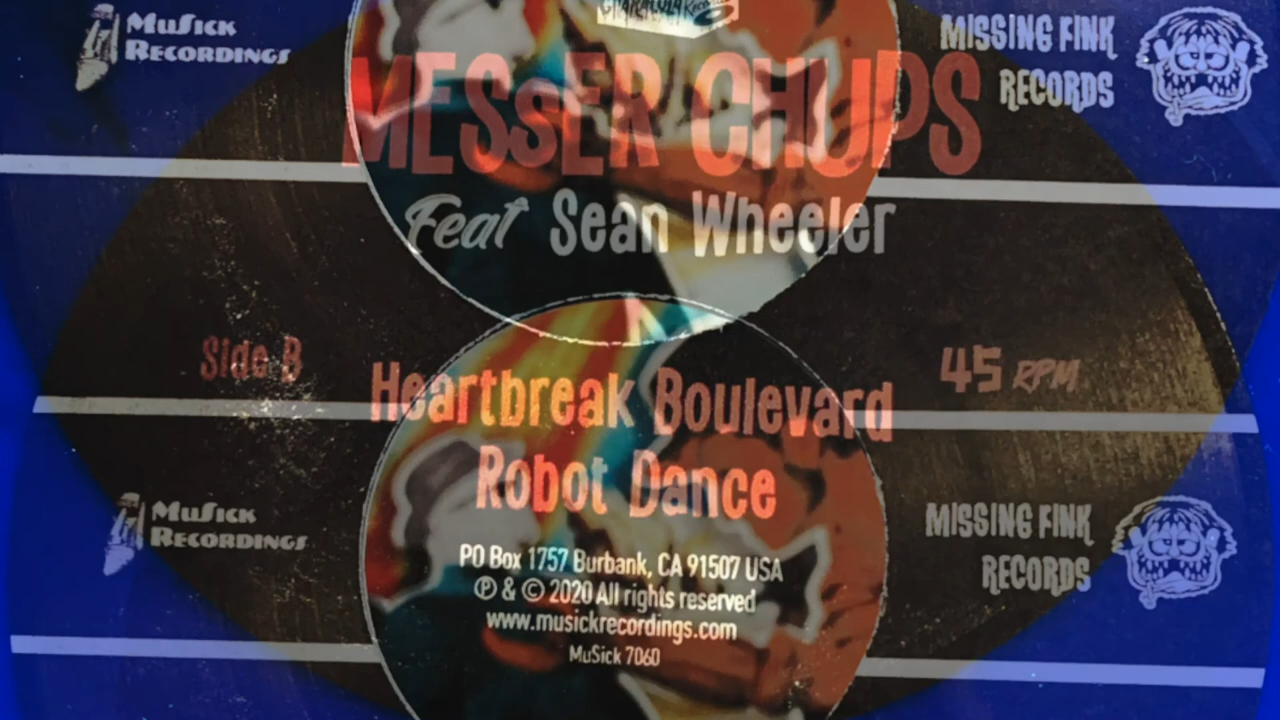 MuSick
Recordings
MISSING FINK
RECORDS
MESSER CHUPS
Feat Sean Wheeler
Side B
45 RPM
Heartbreak Boulevard
Robot Dance
MuSick
Recordings
MISSING FINK
RECORDS
PO Box 1757 Burbank, CA 91507 USA
℗ & © 2020 All rights reserved
www.musickrecordings.com
MuSick 7060